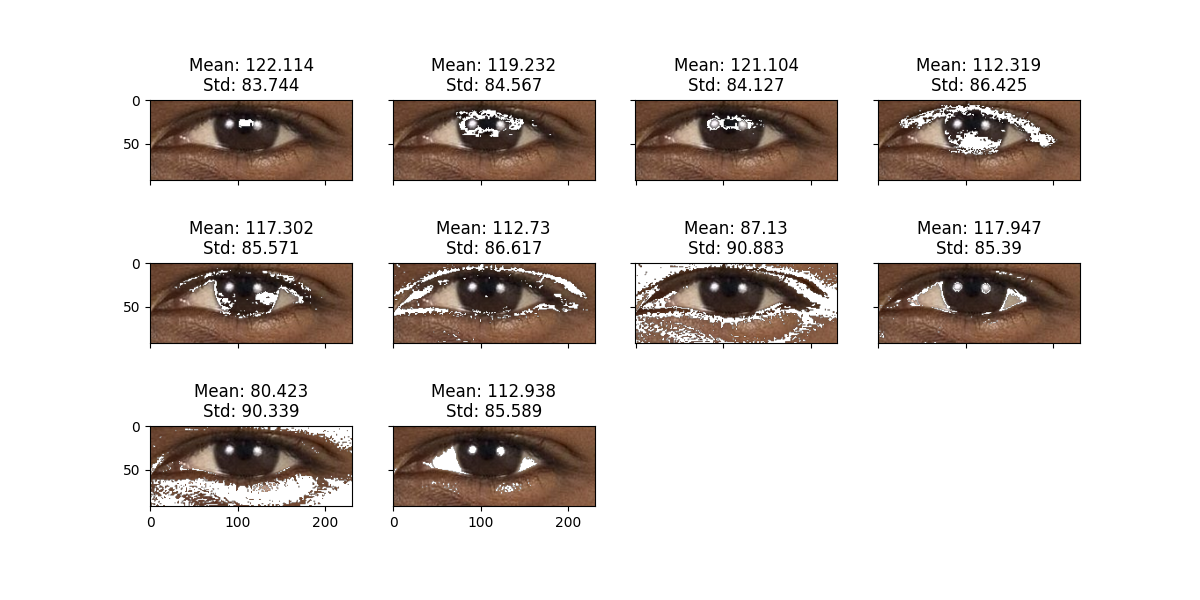 Mean: 122.114
Std: 83.744
Mean: 119.232
Std: 84.567
Mean: 121.104
Std: 84.127
Mean: 112.319
Std: 86.425
0
50
Mean: 117.302
Std: 85.571
Mean: 112.73
Std: 86.617
Mean: 87.13
Std: 90.883
Mean: 117.947
Std: 85.39
0
50
Mean: 80.423
Std: 90.339
Mean: 112.938
Std: 85.589
0
50
0 100 200
0 100 200